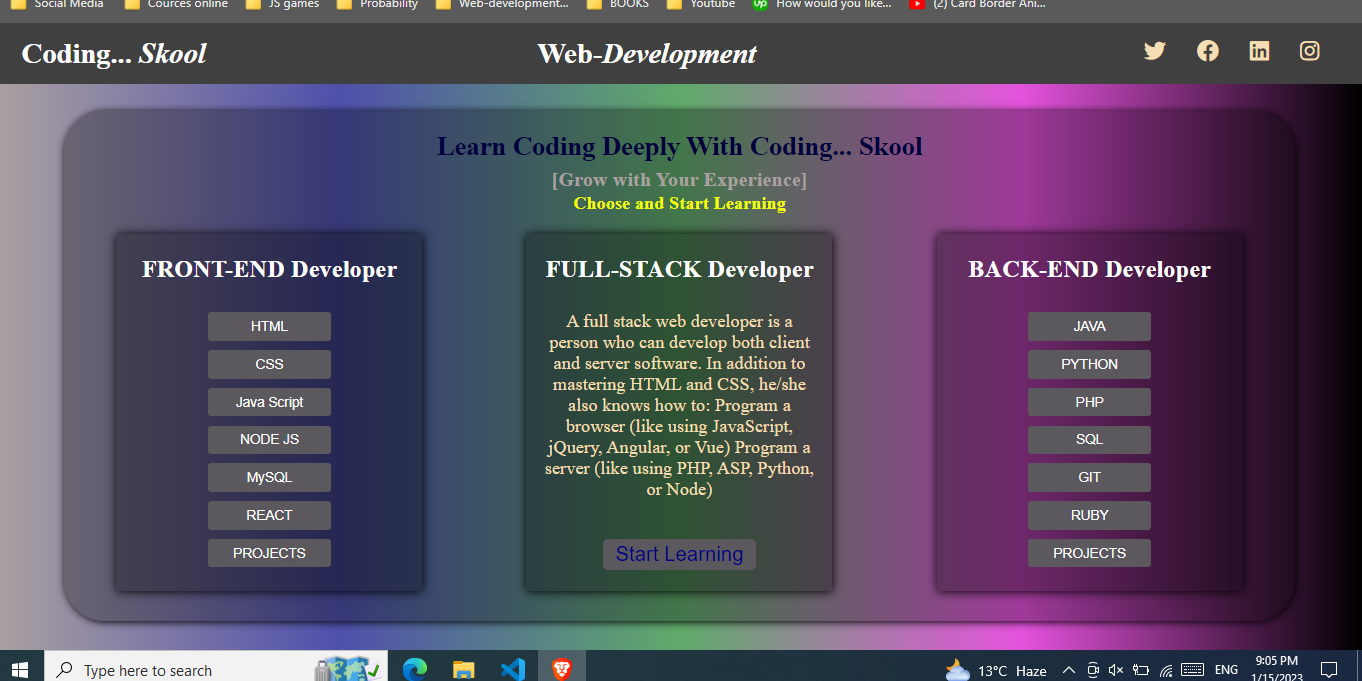 Social Media
Cources online
JS games
Probability
Web-development...
BOOKS
Youtube
up How would you like...
(2) Card Border Ani...
Coding... Skool
Web-Development
Learn Coding Deeply With Coding... Skool
[Grow with Your Experience]
Choose and Start Learning
FRONT-END Developer
HTML
CSS
Java Script
NODE JS
MySQL
REACT
PROJECTS
FULL-STACK Developer
A full stack web developer is a
person who can develop both client
and server software. In addition to
mastering HTML and CSS, he/she
also knows how to: Program a
browser (like using JavaScript,
jQuery, Angular, or Vue) Program a
server (like using PHP, ASP, Python,
or Node)
Start Learning
BACK-END Developer
JAVA
PYTHON
PHP
SQL
GIT
RUBY
PROJECTS
Type here to search
13°C Haze
ENG
9:05 PM
1/15/2023